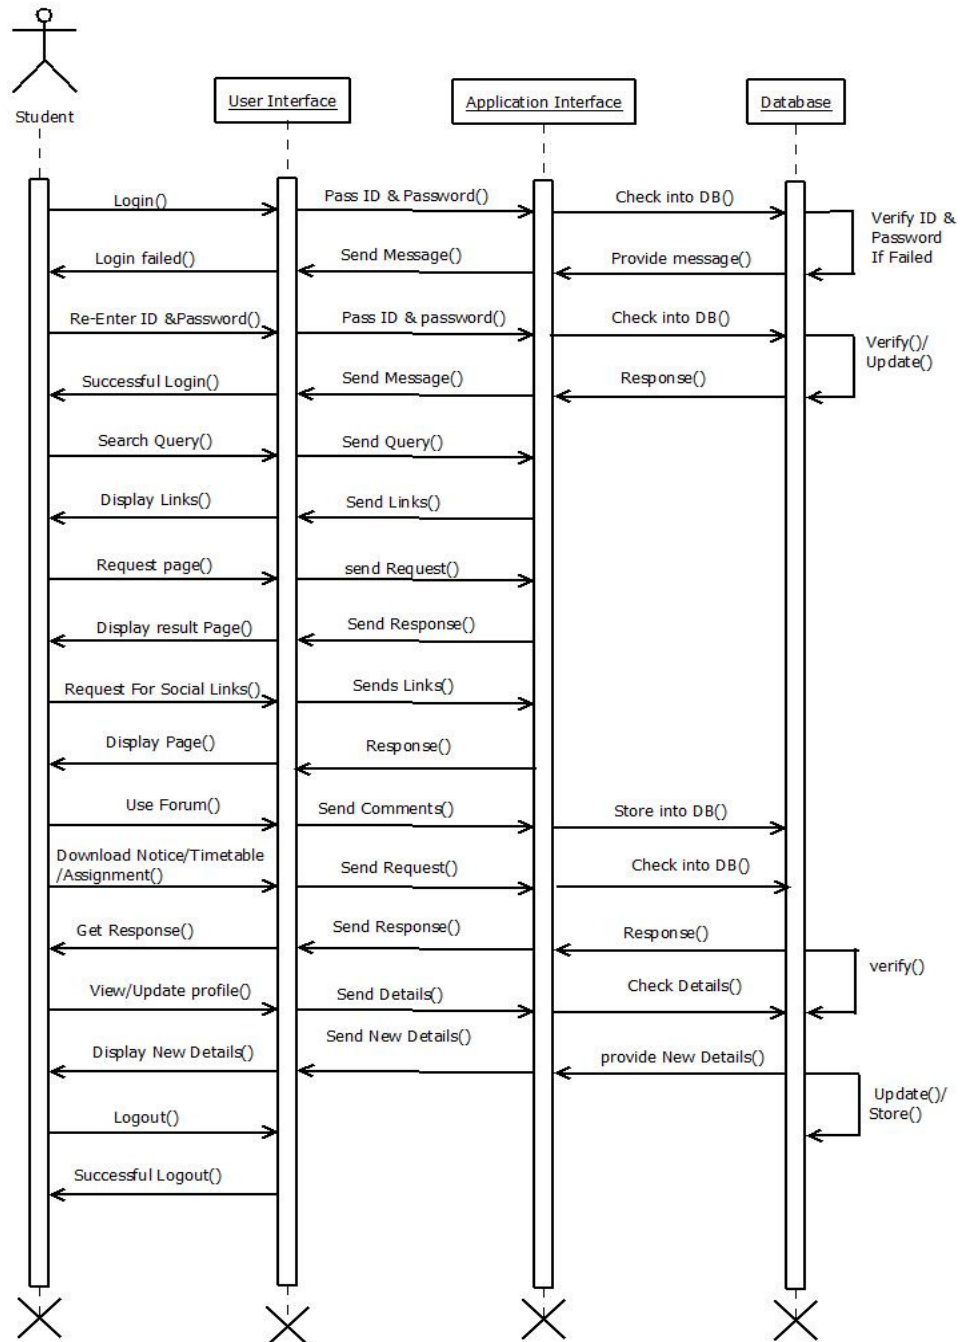 Student
User Interface
Application Interface
Database
Login()
Pass ID & Password()
Check into DB()
Verify ID &
Password
If Failed
Login failed()
Send Message()
Provide message()
Re-Enter ID &Password()
Pass ID & password()
Check into DB()
Verify()/
Update()
Successful Login()
Send Message()
Response()
Search Query()
Send Query()
Display Links()
Send Links()
Request page()
send Request()
Display result Page()
Send Response()
Request For Social Links()
Sends Links()
Display Page()
Response()
Use Forum()
Send Comments()
Store into DB()
Download Notice/Timetable
/Assignment()
Send Request()
Check into DB()
Get Response()
Send Response()
Response()
verify()
View/Update profile()
Send Details()
Check Details()
Display New Details()
Send New Details()
provide New Details()
Update()/
Store()
Logout()
Successful Logout()